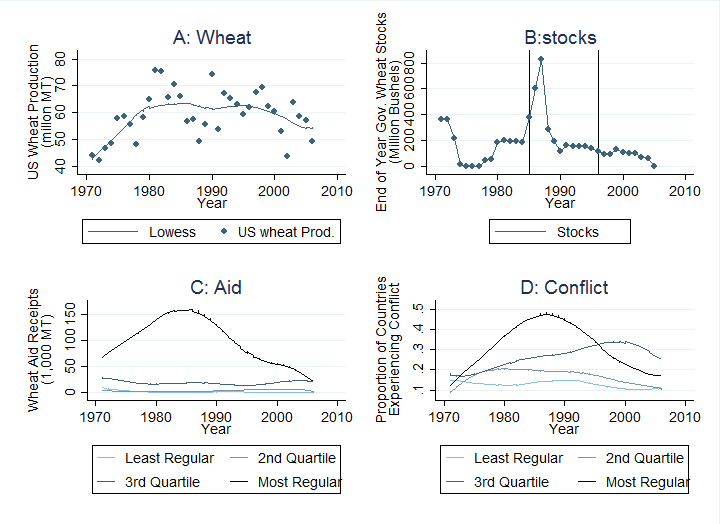 A: Wheat
US Wheat Production
(million MT)
40 50 60 70 80
1970 1980 1990 2000 2010
Year
Lowess US wheat Prod.
B:stocks
End of Year Gov. Wheat Stocks
(Million Bushels)
0 200 400 600 800
1970 1980 1990 2000 2010
Year
Stocks
C: Aid
Wheat Aid Receipts
(1,000 MT)
0 50 100 150
1970 1980 1990 2000 2010
Year
Least Regular 2nd Quartile
3rd Quartile Most Regular
D: Conflict
Proportion of Countries
Experiencing Conflict
.1 .2 .3 .4 .5
1970 1980 1990 2000 2010
Year
Least Regular 2nd Quartile
3rd Quartile Most Regular